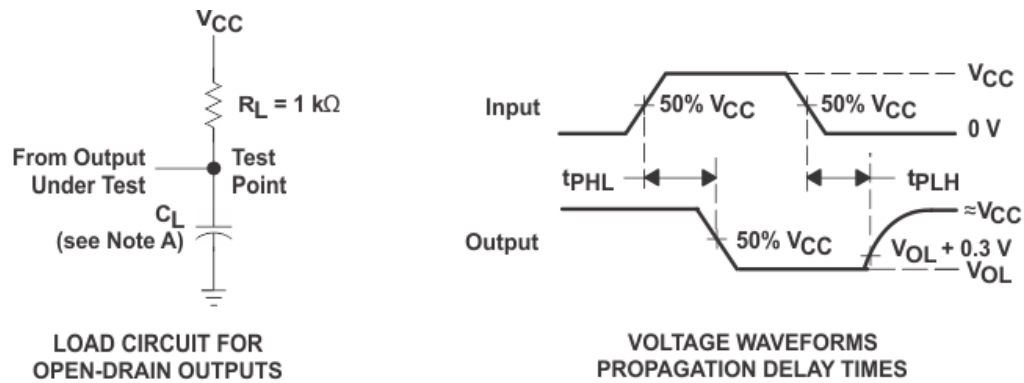 VCC
RL = 1 kΩ
From Output
Under Test
Test
Point
CL
(see Note A)
LOAD CIRCUIT FOR
OPEN-DRAIN OUTPUTS
Input
50% VCC
50% VCC
VCC
0 V
tPHL
tPLH
Output
50% VCC
≈VCC
VOL + 0.3 V
VOL
VOLTAGE WAVEFORMS
PROPAGATION DELAY TIMES